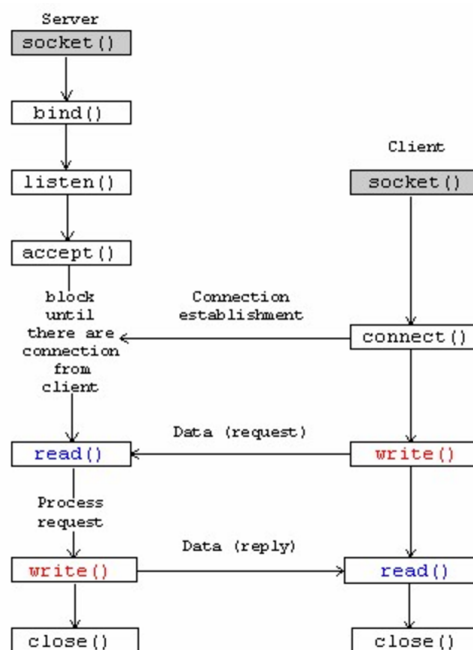 Server
socket()
bind()
Client
listen()
socket()
accept()
block
until
there are
connection
from
client
Connection
establishment
connect()
Data (request)
read()
write()
Process
request
Data (reply)
write()
read()
close()
close()